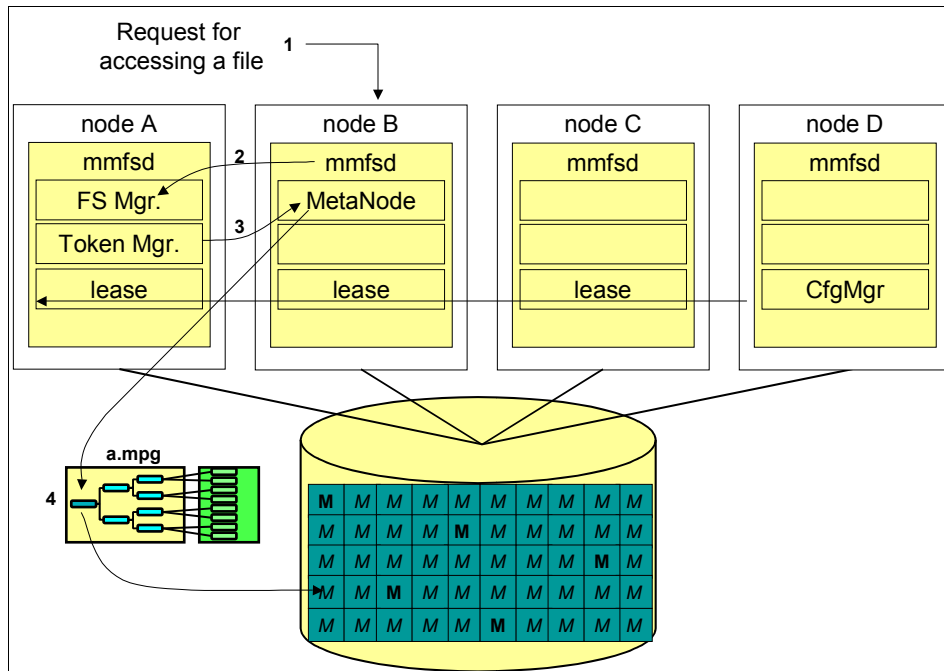 Request for
accessing a file
1
node A
node B
node C
node D
mmfsd
2
mmfsd
mmfsd
mmfsd
FS Mgr.
MetaNode
Token Mgr.
3
lease
lease
lease
CfgMgr
a.mpg
4
M M M M M M M M M M
M M M M M M M M M M
M M M M M M M M M M
M M M M M M M M M M
M M M M M M M M M M